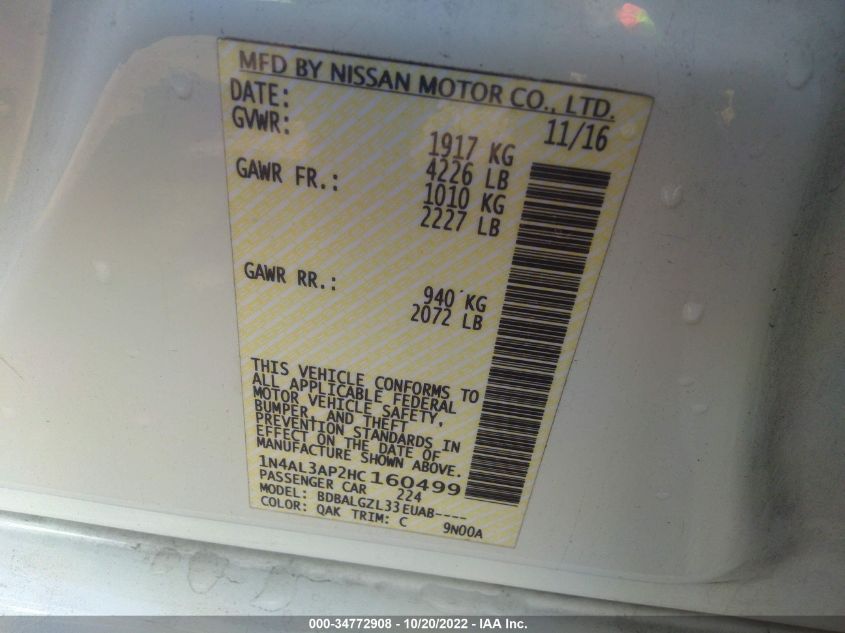 MFD BY NISSAN MOTOR CO., LTD.
DATE: 11/16
GVWR: 1917 KG
4226 LB
GAWR FR.: 1010 KG
2227 LB
GAWR RR.: 940 KG
2072 LB
THIS VEHICLE CONFORMS TO
ALL APPLICABLE FEDERAL
MOTOR VEHICLE SAFETY,
BUMPER, AND THEFT
PREVENTION STANDARDS IN
EFFECT ON THE DATE OF
MANUFACTURE SHOWN ABOVE.
1N4AL3AP2HC160499
PASSENGER CAR 224
MODEL: BDBALGZL33EUAB----
COLOR: QAK TRIM: C 9N00A
000-34772908 - 10/20/2022 - IAA Inc.